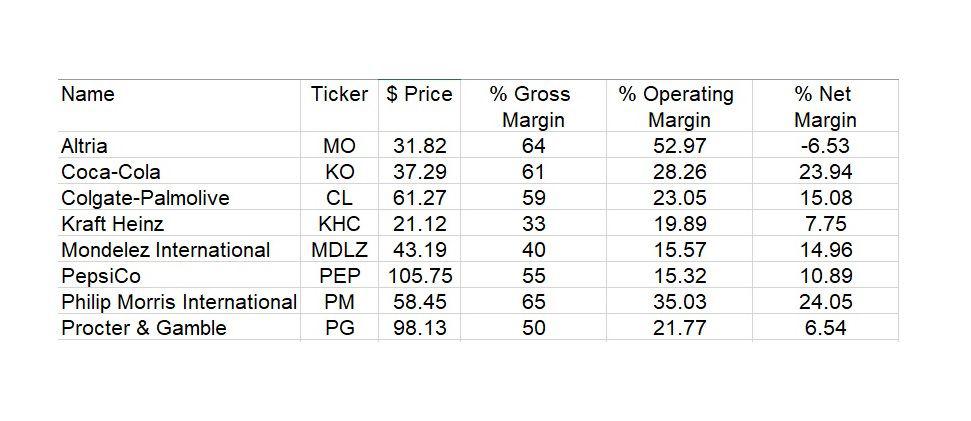 Name Ticker $ Price % Gross Margin % Operating Margin % Net Margin
Altria MO 31.82 64 52.97 -6.53
Coca-Cola KO 37.29 61 28.26 23.94
Colgate-Palmolive CL 61.27 59 23.05 15.08
Kraft Heinz KHC 21.12 33 19.89 7.75
Mondelez International MDLZ 43.19 40 15.57 14.96
PepsiCo PEP 105.75 55 15.32 10.89
Philip Morris International PM 58.45 65 35.03 24.05
Procter & Gamble PG 98.13 50 21.77 6.54